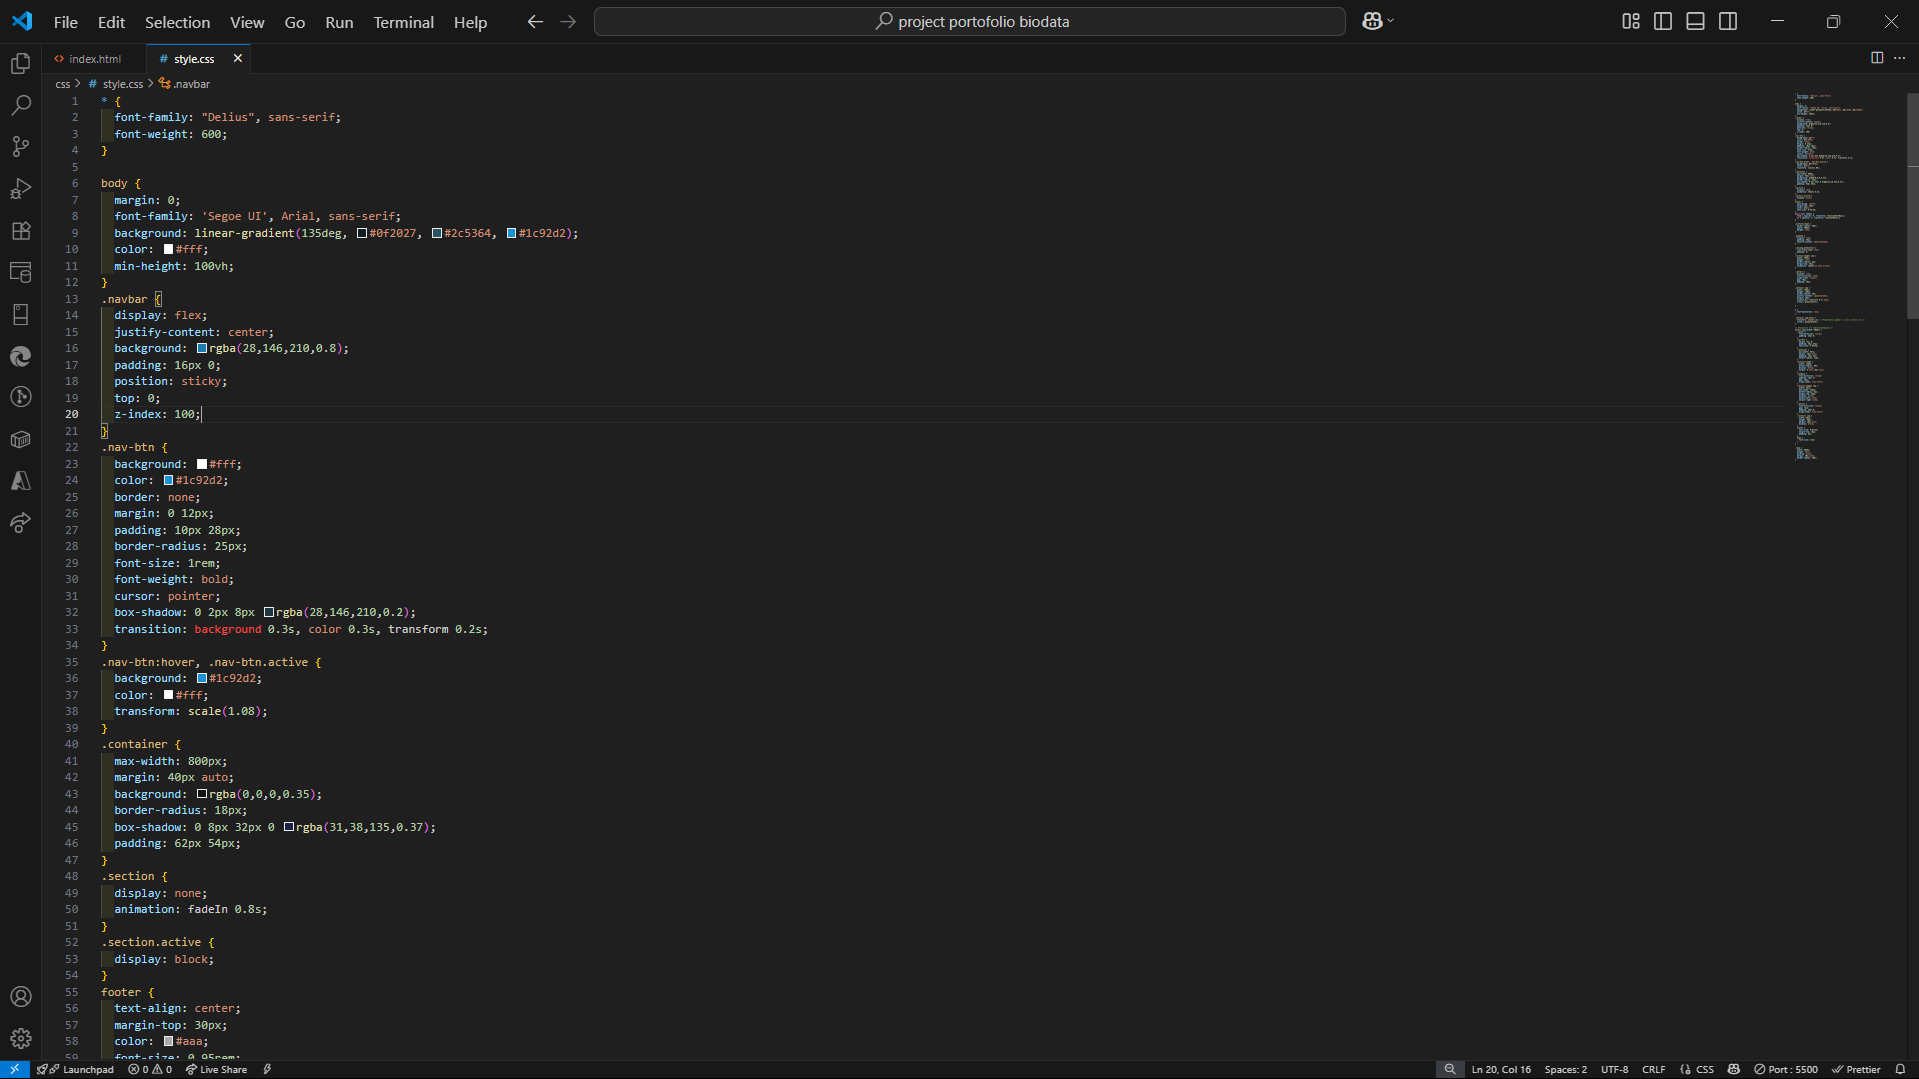 File Edit Selection View Go Run Terminal Help
project portofolio biodata
index.html
# style.css
css > # style.css > .navbar
1 * {
2 font-family: "Delius", sans-serif;
3 font-weight: 600;
4 }
5
6 body {
7 margin: 0;
8 font-family: 'Segoe UI', Arial, sans-serif;
9 background: linear-gradient(135deg, #0f2027, #2c5364, #1c92d2);
10 color: #fff;
11 min-height: 100vh;
12 }
13 .navbar {
14 display: flex;
15 justify-content: center;
16 background: rgba(28,146,210,0.8);
17 padding: 16px 0;
18 position: sticky;
19 top: 0;
20 z-index: 100;
21 }
22 .nav-btn {
23 background: #fff;
24 color: #1c92d2;
25 border: none;
26 margin: 0 12px;
27 padding: 10px 28px;
28 border-radius: 25px;
29 font-size: 1rem;
30 font-weight: bold;
31 cursor: pointer;
32 box-shadow: 0 2px 8px rgba(28,146,210,0.2);
33 transition: background 0.3s, color 0.3s, transform 0.2s;
34 }
35 .nav-btn:hover, .nav-btn.active {
36 background: #1c92d2;
37 color: #fff;
38 transform: scale(1.08);
39 }
40 .container {
41 max-width: 800px;
42 margin: 40px auto;
43 background: rgba(0,0,0,0.35);
44 border-radius: 18px;
45 box-shadow: 0 8px 32px 0 rgba(31,38,135,0.37);
46 padding: 62px 54px;
47 }
48 .section {
49 display: none;
50 animation: fadeIn 0.8s;
51 }
52 .section.active {
53 display: block;
54 }
55 footer {
56 text-align: center;
57 margin-top: 30px;
58 color: #aaa;
59 font-size: 0.95rem;
Launchpad 0 0 Live Share
Ln 20, Col 16 Spaces: 2 UTF-8 CRLF {} CSS Port : 5500 Prettier